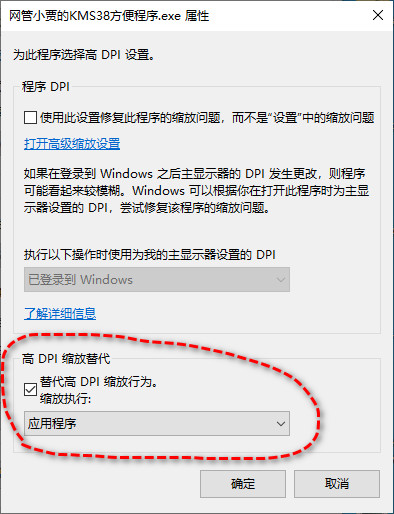 网管小贾的KMS38方便程序.exe 属性
为此程序选择高 DPI 设置。
程序 DPI
使用此设置修复此程序的缩放问题，而不是“设置”中的缩放问题
打开高级缩放设置
如果在登录到 Windows 之后主显示器的 DPI 发生更改，则程序
可能看起来较模糊。Windows 可以根据你在打开此程序时为主显
示器设置的 DPI，尝试修复该程序的缩放问题。
执行以下操作时使用为我的主显示器设置的 DPI
已登录到 Windows
了解详细信息
高 DPI 缩放替代
替代高 DPI 缩放行为。
缩放执行:
应用程序
确定
取消